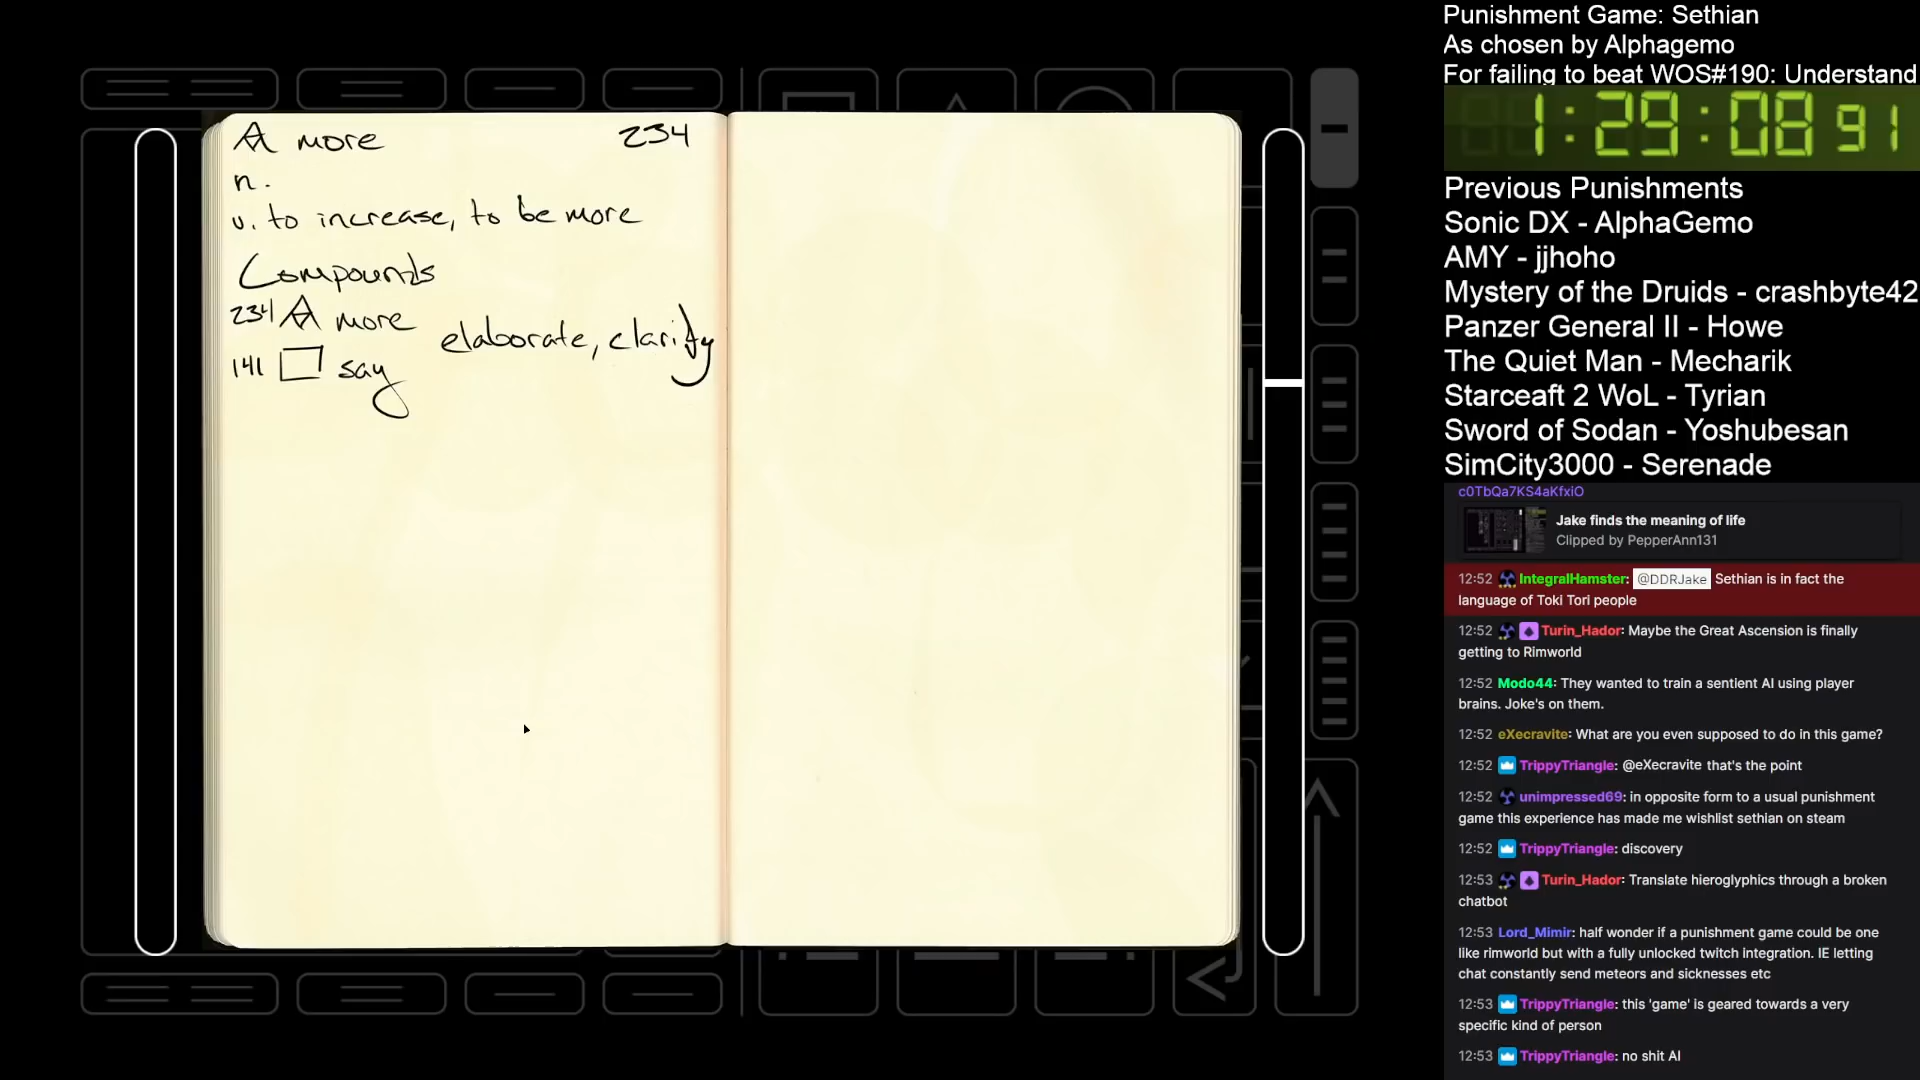 more 234
n.
v. to increase, to be more
Compounds
234 more elaborate, clarify
141 say
Punishment Game: Sethian
As chosen by Alphagemo
For failing to beat WOS#190: Understand
1:29:08 91
Previous Punishments
Sonic DX - AlphaGemo
AMY - jjhoho
Mystery of the Druids - crashbyte42
Panzer General II - Howe
The Quiet Man - Mecharik
Starceaft 2 WoL - Tyrian
Sword of Sodan - Yoshubesan
SimCity3000 - Serenade
c0TbQa7KS4aKfxiO
Jake finds the meaning of life
Clipped by PepperAnn131
12:52 IntegralHamster: @DDRJake Sethian is in fact the
language of Toki Tori people
12:52 Turin_Hador: Maybe the Great Ascension is finally
getting to Rimworld
12:52 Modo44: They wanted to train a sentient AI using player
brains. Joke's on them.
12:52 eXecravite: What are you even supposed to do in this game?
12:52 TrippyTriangle: @eXecravite that's the point
12:52 unimpressed69: in opposite form to a usual punishment
game this experience has made me wishlist sethian on steam
12:52 TrippyTriangle: discovery
12:53 Turin_Hador: Translate hieroglyphics through a broken
chatbot
12:53 Lord_Mimir: half wonder if a punishment game could be one
like rimworld but with a fully unlocked twitch integration. IE letting
chat constantly send meteors and sicknesses etc
12:53 TrippyTriangle: this 'game' is geared towards a very
specific kind of person
12:53 TrippyTriangle: no shit AI